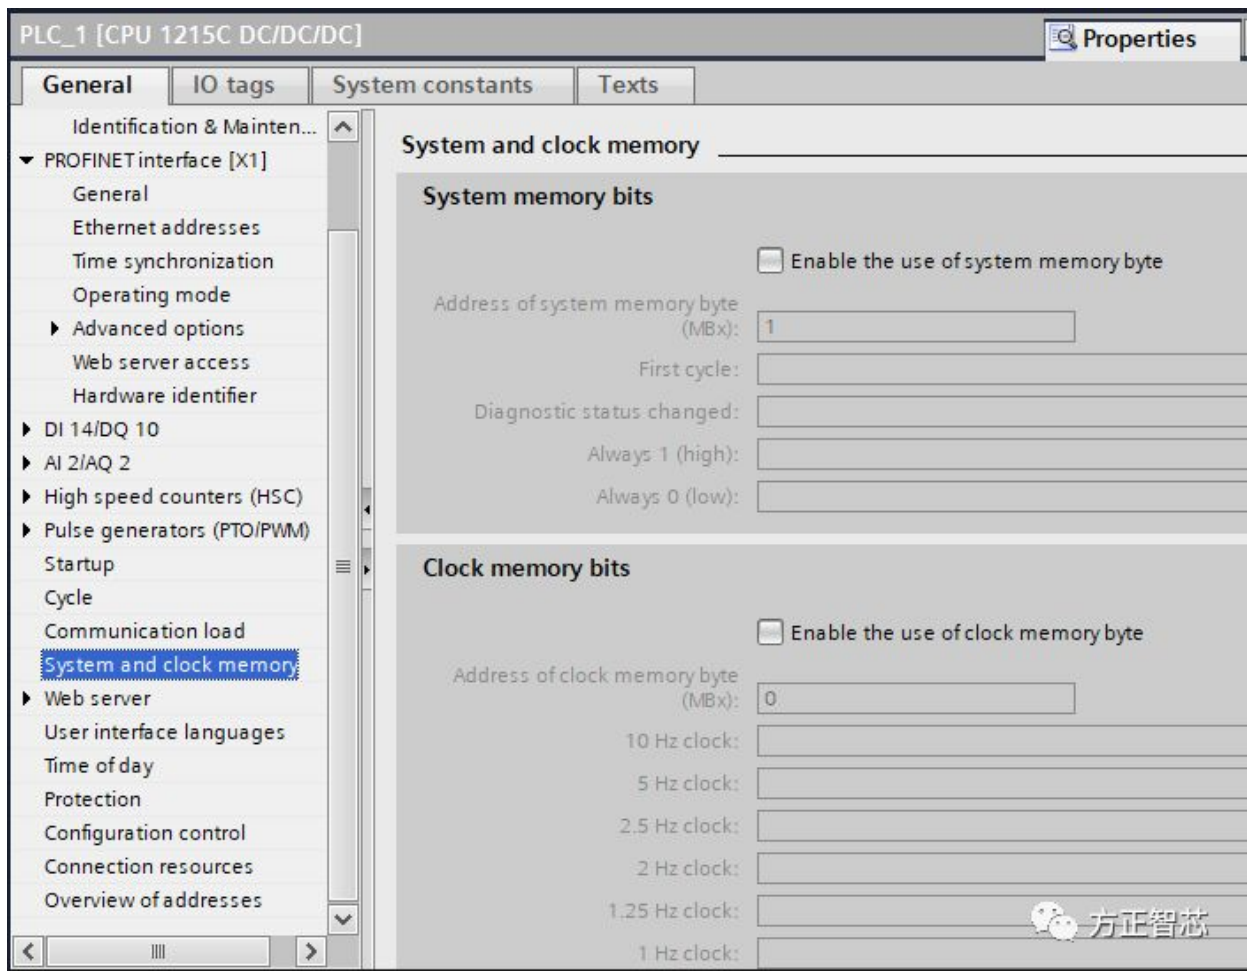 PLC_1 [CPU 1215C DC/DC/DC]
Properties
General
IO tags
System constants
Texts
Identification & Mainten...
PROFINET interface [X1]
General
Ethernet addresses
Time synchronization
Operating mode
Advanced options
Web server access
Hardware identifier
DI 14/DQ 10
AI 2/AQ 2
High speed counters (HSC)
Pulse generators (PTO/PWM)
Startup
Cycle
Communication load
System and clock memory
Web server
User interface languages
Time of day
Protection
Configuration control
Connection resources
Overview of addresses
System and clock memory
System memory bits
Enable the use of system memory byte
Address of system memory byte
(MBx):
1
First cycle:
Diagnostic status changed:
Always 1 (high):
Always 0 (low):
Clock memory bits
Enable the use of clock memory byte
Address of clock memory byte
(MBx):
0
10 Hz clock:
5 Hz clock:
2.5 Hz clock:
2 Hz clock:
1.25 Hz clock:
1 Hz clock:
方正智芯